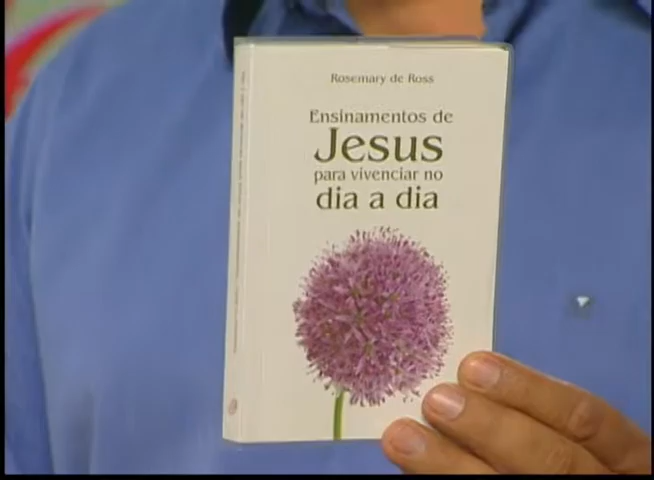 Rosemary de Ross
Ensinamentos de
Jesus
para vivenciar no
dia a dia